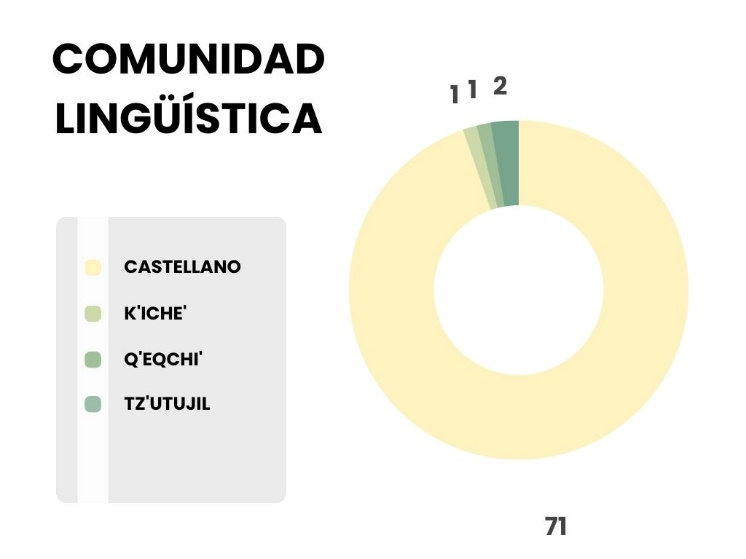 COMUNIDAD
LINGÜÍSTICA
1 1 2
CASTELLANO
K'ICHE'
Q'EQCHI'
TZ'UTUJIL
71